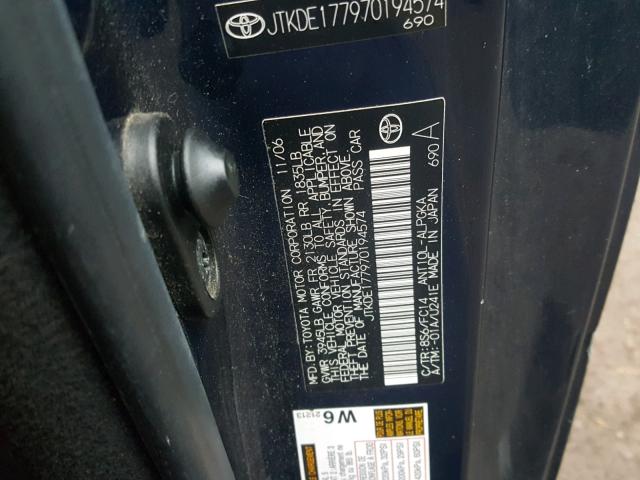 JTKDE177970194574
690
MFD.BY: TOYOTA MOTOR CORPORATION 11/06
GVWR 3945LB GAWR FR 2130LB RR 1835LB
THIS VEHICLE CONFORMS TO ALL APPLICABLE
FEDERAL MOTOR VEHICLE SAFETY, BUMPER, AND
THEFT PREVENTION STANDARDS IN EFFECT ON
THE DATE OF MANUFACTURE SHOWN ABOVE.
JTKDE177970194574 PASS CAR
C/TR: 8S6/FC14 ANT10L-ALPGKA
A/TM: -01A/U241E MADE IN JAPAN
690 A
W6
21213